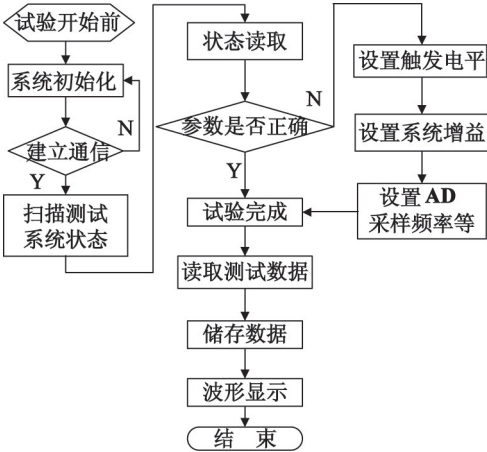 试验开始前
系统初始化
N
建立通信
Y
扫描测试
系统状态
状态读取
N
参数是否正确
Y
试验完成
读取测试数据
储存数据
波形显示
结 束
设置触发电平
设置系统增益
设置 AD
采样频率等